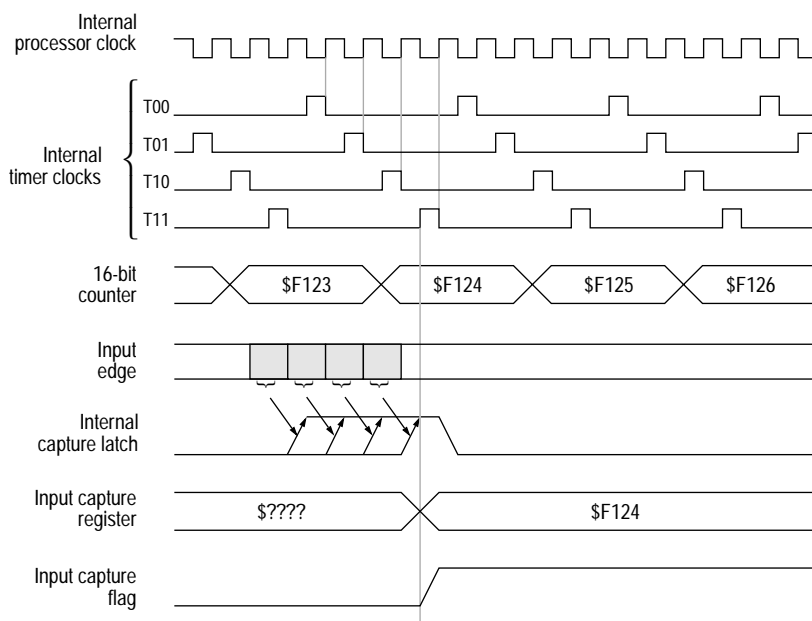 Internal
processor clock
T00
T01
Internal
timer clocks
T10
T11
16-bit
counter
$F123
$F124
$F125
$F126
Input
edge
Internal
capture latch
Input capture
register
$????
$F124
Input capture
flag